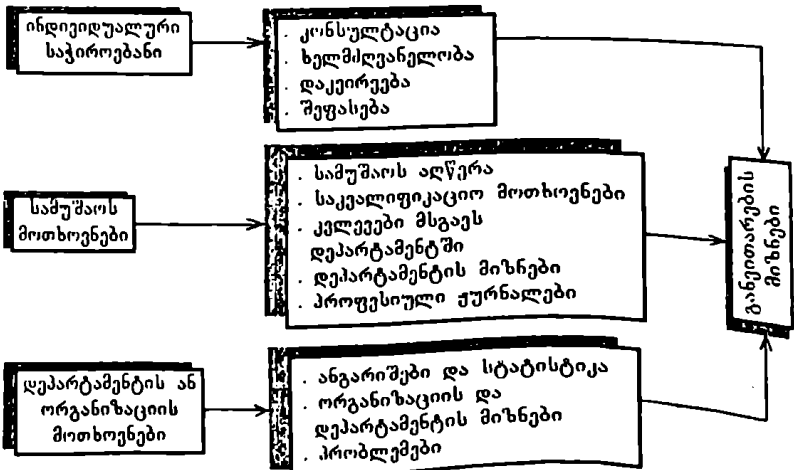 ინდივიდუალური
საჭიროებანი
. კონსულტაცია
. ხელმძღვანელობა
. დაკვირვება
. შეფასება
სამუშაოს
მოთხოვნები
. სამუშაოს აღწერა
. საკვალიფიკაციო მოთხოვნები
. კვლევები მსგავს
დეპარტამენტში
. დეპარტამენტის მიზნები
. პროფესიული ჟურნალები
განვითარების
მიზნები
დეპარტამენტის ან
ორგანიზაციის
მოთხოვნები
. ანგარიშები და სტატისტიკა
. ორგანიზაციის და
დეპარტამენტის მიზნები
. პრობლემები